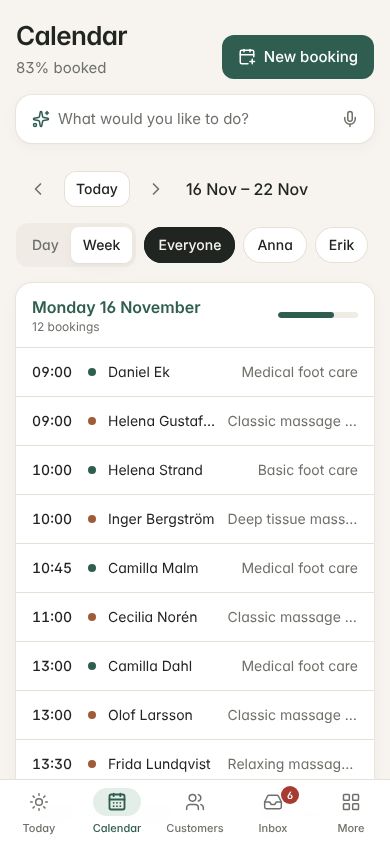 Calendar
83% booked
New booking
What would you like to do?
Today
16 Nov – 22 Nov
Day
Week
Everyone
Anna
Erik
Monday 16 November
12 bookings
09:00 Daniel Ek Medical foot care
09:00 Helena Gustaf... Classic massage ...
10:00 Helena Strand Basic foot care
10:00 Inger Bergström Deep tissue mass...
10:45 Camilla Malm Medical foot care
11:00 Cecilia Norén Classic massage ...
13:00 Camilla Dahl Medical foot care
13:00 Olof Larsson Classic massage ...
13:30 Frida Lundqvist Relaxing massag...
6
Today
Calendar
Customers
Inbox
More